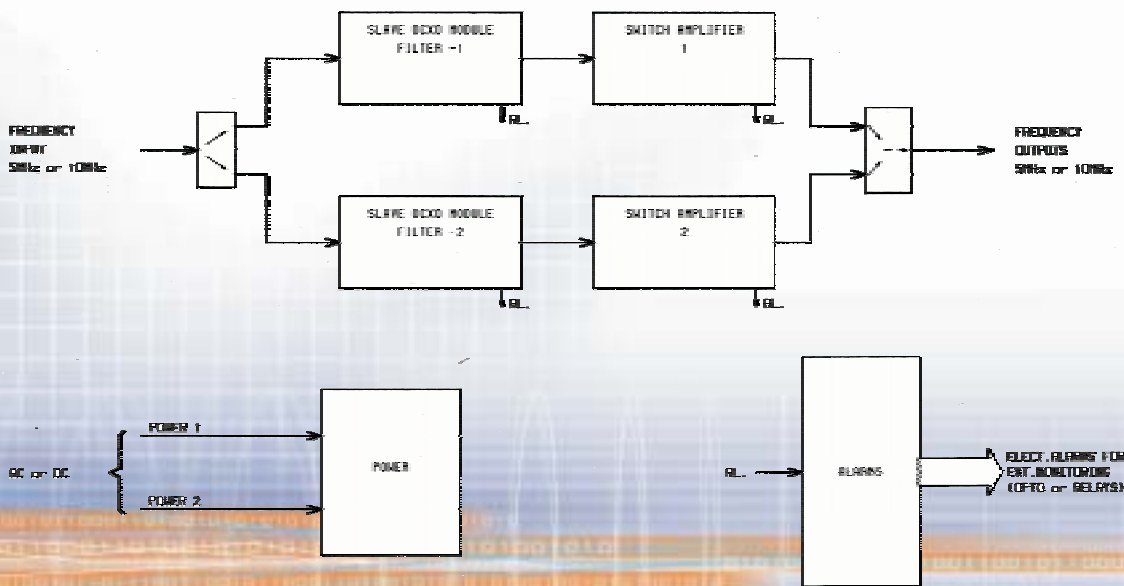 SLAVE OCXO MODULE
FILTER -1
SWITCH AMPLIFIER
1
AL.
AL.
FREQUENCY
INPUT
5MHz or 10MHz
FREQUENCY
OUTPUTS
5MHz or 10MHz
SLAVE OCXO MODULE
FILTER -2
SWITCH AMPLIFIER
2
AL.
AL.
POWER 1
AC or DC
POWER
POWER 2
AL.
ALARMS
ELECT.ALARMS FOR
EXT.MONITORING
(OPTO or RELAYS)